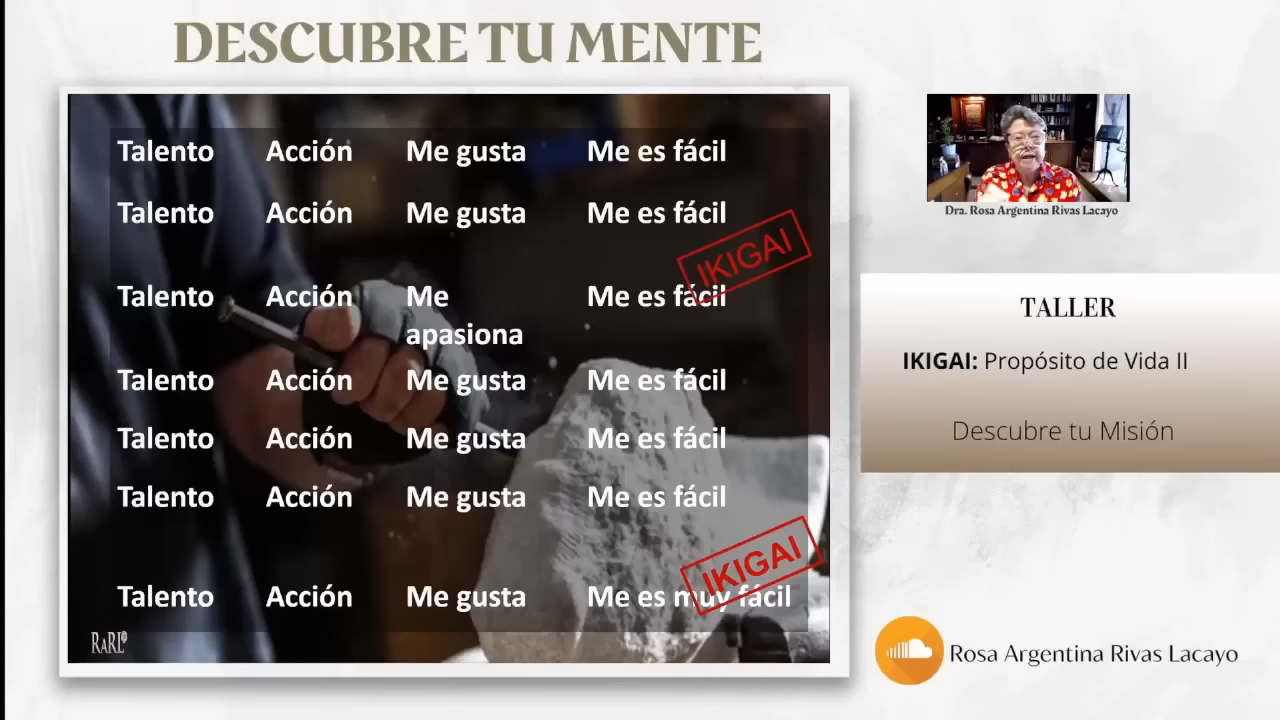 DESCUBRE TU MENTE
Talento Acción Me gusta Me es fácil
Talento Acción Me gusta Me es fácil
IKIGAI
Talento Acción Me apasiona Me es fácil
Talento Acción Me gusta Me es fácil
Talento Acción Me gusta Me es fácil
Talento Acción Me gusta Me es fácil
IKIGAI
Talento Acción Me gusta Me es muy fácil
RARL®
Dra. Rosa Argentina Rivas Lacayo
TALLER
IKIGAI: Propósito de Vida II
Descubre tu Misión
Rosa Argentina Rivas Lacayo